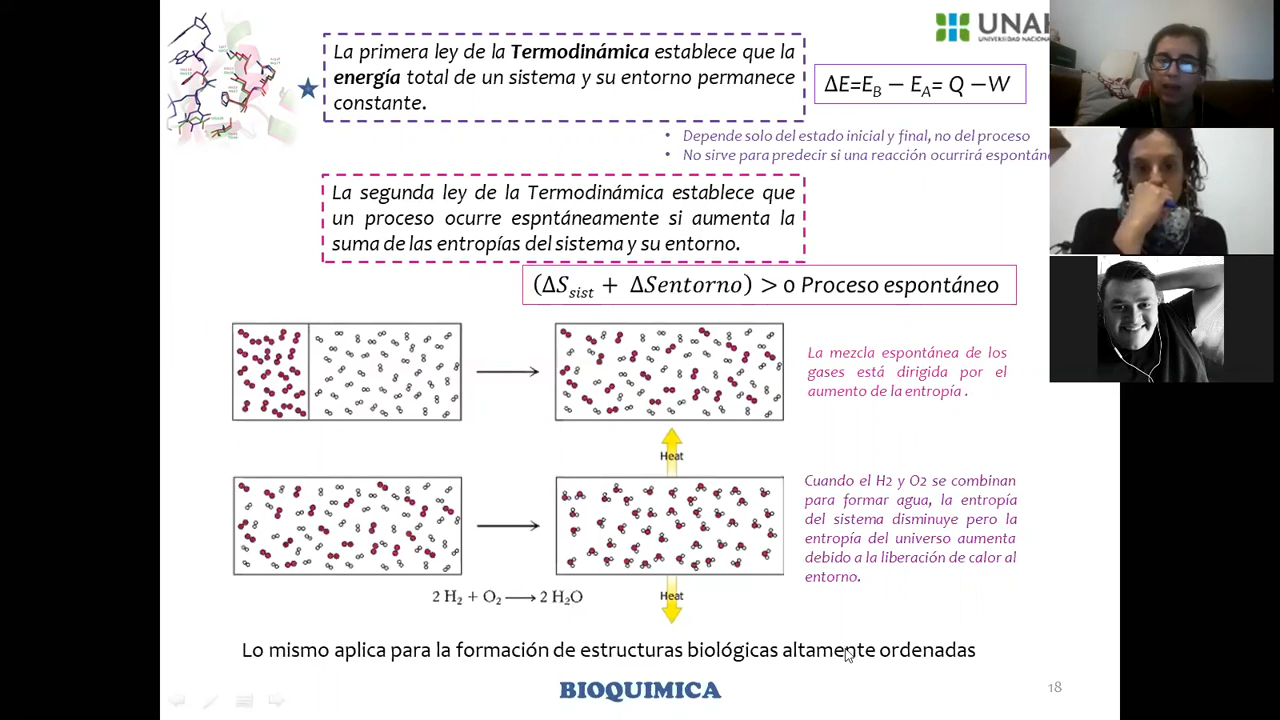 UNA
UNIVERSIDAD NACIONAL
La primera ley de la Termodinámica establece que la
energía total de un sistema y su entorno permanece
constante.
ΔE=E_B − E_A= Q −W
• Depende solo del estado inicial y final, no del proceso
• No sirve para predecir si una reacción ocurrirá espontán
La segunda ley de la Termodinámica establece que
un proceso ocurre espntáneamente si aumenta la
suma de las entropías del sistema y su entorno.
(ΔS_sist + ΔSentorno) > 0 Proceso espontáneo
La mezcla espontánea de los
gases está dirigida por el
aumento de la entropía .
Heat
Cuando el H2 y O2 se combinan
para formar agua, la entropía
del sistema disminuye pero la
entropía del universo aumenta
debido a la liberación de calor al
entorno.
2 H₂ + O₂ ⟶ 2 H₂O
Heat
Lo mismo aplica para la formación de estructuras biológicas altamente ordenadas
BIOQUIMICA
18